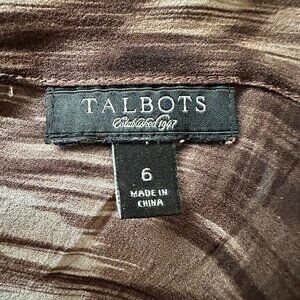 TALBOTS
Established 1947
6
MADE IN
CHINA